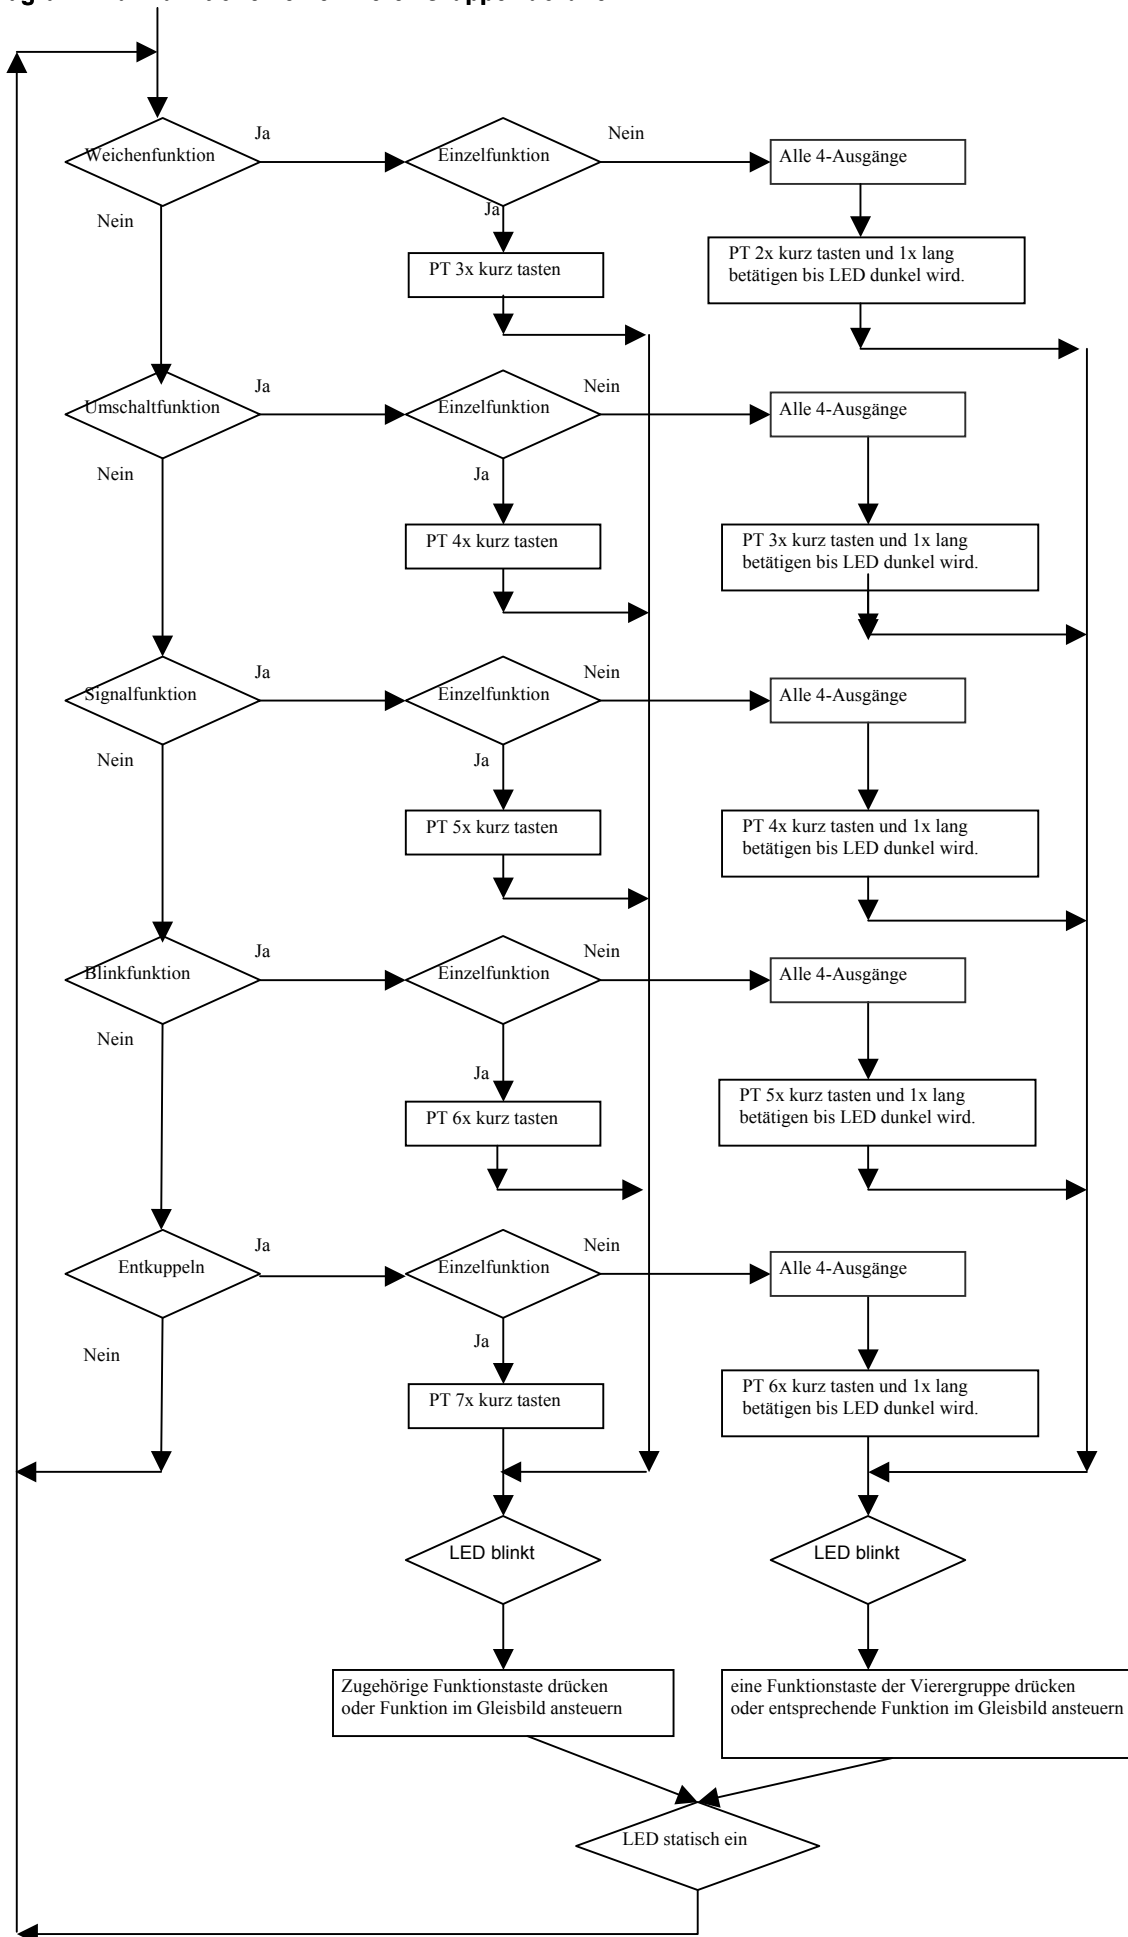 Weichenfunktion
Ja
Einzelfunktion
Nein
Alle 4-Ausgänge
Nein
Ja
PT 3x kurz tasten
PT 2x kurz tasten und 1x lang
betätigen bis LED dunkel wird.
Umschaltfunktion
Ja
Einzelfunktion
Nein
Alle 4-Ausgänge
Nein
Ja
PT 4x kurz tasten
PT 3x kurz tasten und 1x lang
betätigen bis LED dunkel wird.
Signalfunktion
Ja
Einzelfunktion
Nein
Alle 4-Ausgänge
Nein
Ja
PT 5x kurz tasten
PT 4x kurz tasten und 1x lang
betätigen bis LED dunkel wird.
Blinkfunktion
Ja
Einzelfunktion
Nein
Alle 4-Ausgänge
Nein
Ja
PT 6x kurz tasten
PT 5x kurz tasten und 1x lang
betätigen bis LED dunkel wird.
Entkuppeln
Ja
Einzelfunktion
Nein
Alle 4-Ausgänge
Nein
Ja
PT 7x kurz tasten
PT 6x kurz tasten und 1x lang
betätigen bis LED dunkel wird.
LED blinkt
LED blinkt
Zugehörige Funktionstaste drücken
oder Funktion im Gleisbild ansteuern
eine Funktionstaste der Vierergruppe drücken
oder entsprechende Funktion im Gleisbild ansteuern
LED statisch ein